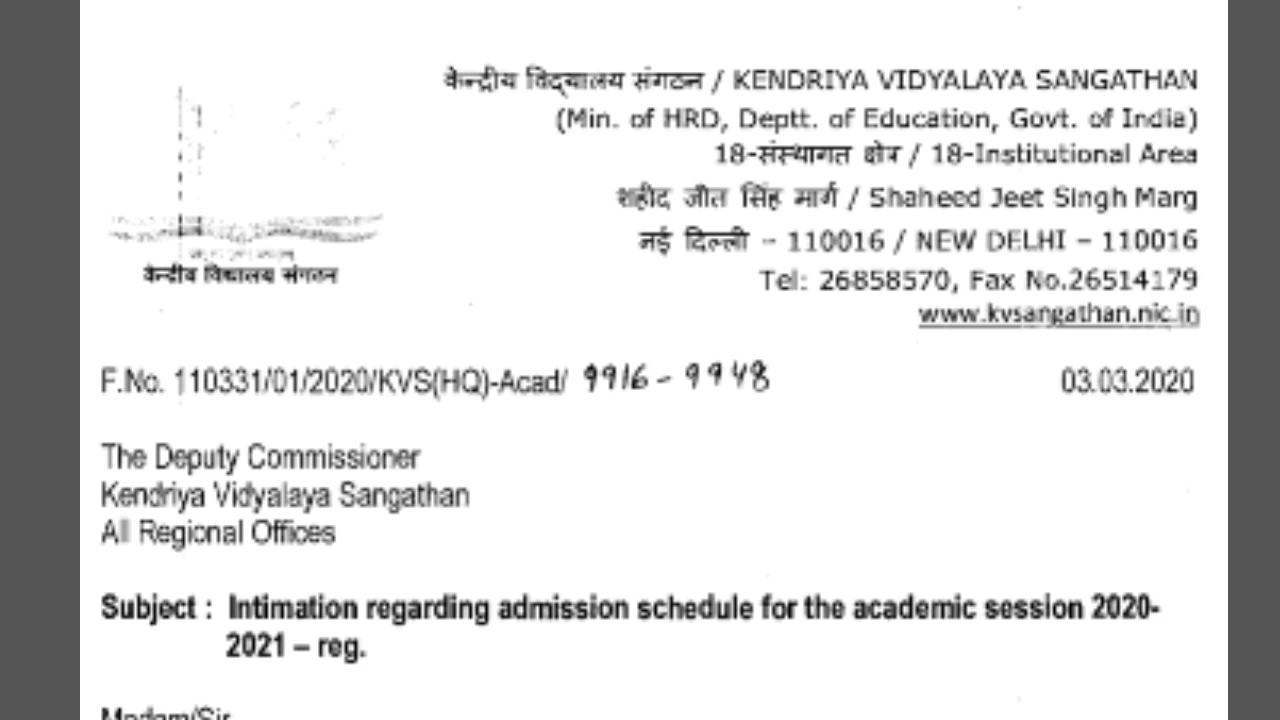 केन्द्रीय विद्यालय संगठन / KENDRIYA VIDYALAYA SANGATHAN
(Min. of HRD, Deptt. of Education, Govt. of India)
18-संस्थागत क्षेत्र / 18-Institutional Area
शहीद जीत सिंह मार्ग / Shaheed Jeet Singh Marg
नई दिल्ली – 110016 / NEW DELHI – 110016
Tel: 26858570, Fax No.26514179
www.kvsangathan.nic.in
केन्द्रीय विद्यालय संगठन
F.No. 110331/01/2020/KVS(HQ)-Acad/ 9916 - 9948
03.03.2020
The Deputy Commissioner
Kendriya Vidyalaya Sangathan
All Regional Offices
Subject : Intimation regarding admission schedule for the academic session 2020-
2021 – reg.
Madam/Sir